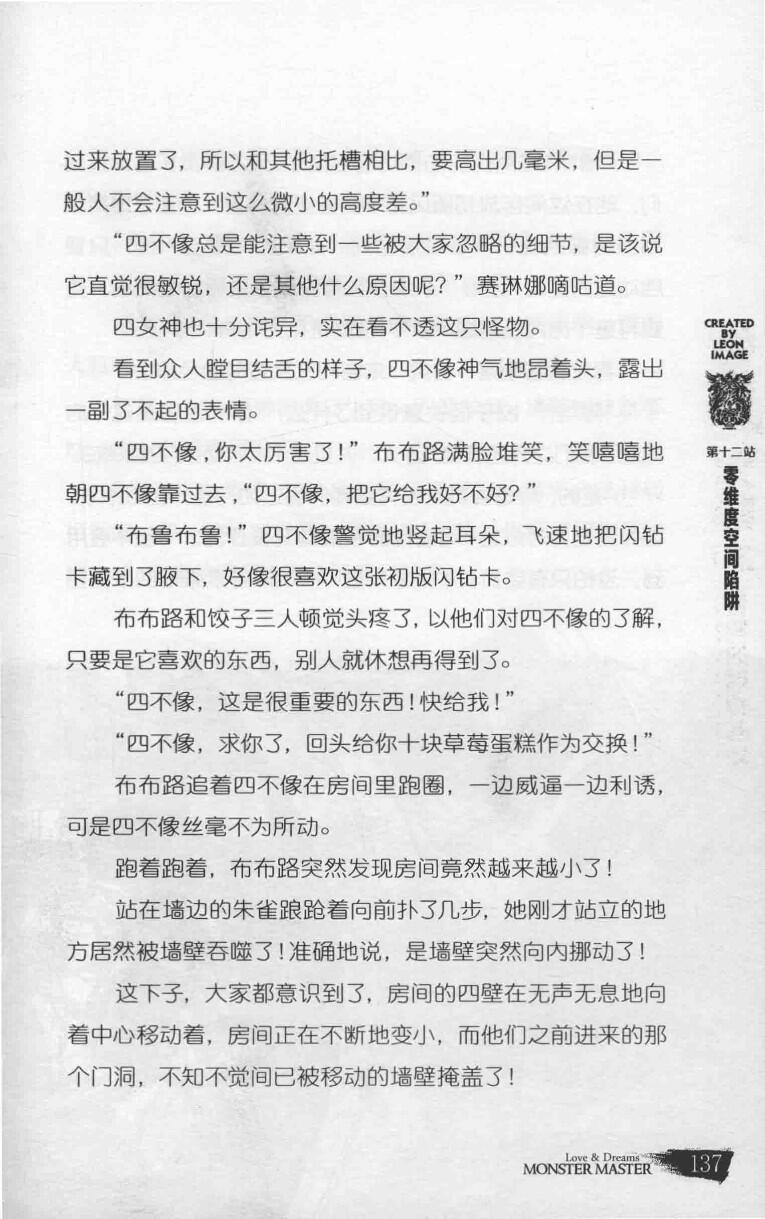 过来放置了，所以和其他托槽相比，要高出几毫米，但是一
般人不会注意到这么微小的高度差。”
“四不像总是能注意到一些被大家忽略的细节，是该说
它直觉很敏锐，还是其他什么原因呢？”赛琳娜嘀咕道。
四女神也十分诧异，实在看不透这只怪物。
看到众人瞠目结舌的样子，四不像神气地昂着头，露出
一副了不起的表情。
“四不像，你太厉害了！”布布路满脸堆笑，笑嘻嘻地
朝四不像靠过去，“四不像，把它给我好不好？”
“布鲁布鲁！”四不像警觉地竖起耳朵，飞速地把闪钻
卡藏到了腋下，好像很喜欢这张初版闪钻卡。
布布路和饺子三人顿觉头疼了，以他们对四不像的了解，
只要是它喜欢的东西，别人就休想再得到了。
“四不像，这是很重要的东西！快给我！”
“四不像，求你了，回头给你十块草莓蛋糕作为交换！”
布布路追着四不像在房间里跑圈，一边威逼一边利诱，
可是四不像丝毫不为所动。
跑着跑着，布布路突然发现房间竟然越来越小了！
站在墙边的朱雀踉跄着向前扑了几步，她刚才站立的地
方居然被墙壁吞噬了！准确地说，是墙壁突然向内挪动了！
这下子，大家都意识到了，房间的四壁在无声无息地向
着中心移动着，房间正在不断地变小，而他们之前进来的那
个门洞，不知不觉间已被移动的墙壁掩盖了！
CREATED
BY
LEON
IMAGE
第十二站
零维度空间陷阱
Love & Dreams
MONSTER MASTER
137